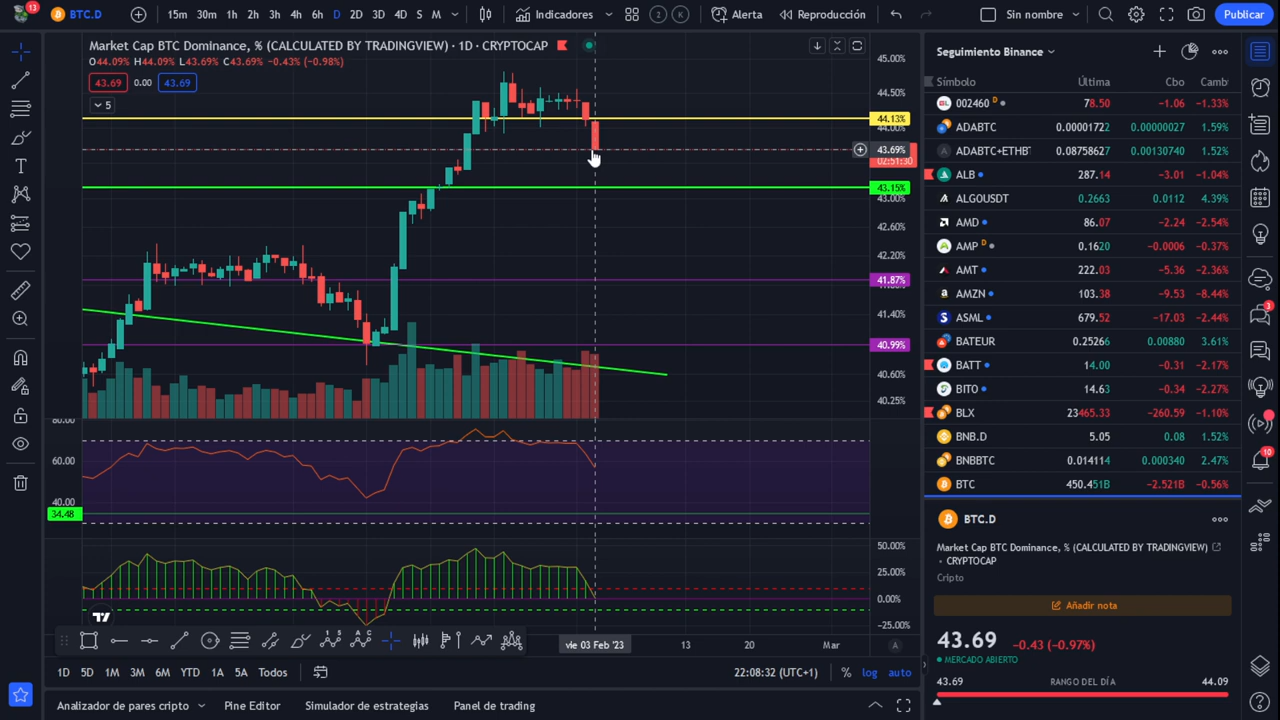 13
BTC.D
15m 30m 1h 2h 3h 4h 6h D 2D 3D 4D S M
Indicadores
2 K
Alerta
Reproducción
Sin nombre
Publicar
Market Cap BTC Dominance, % (CALCULATED BY TRADINGVIEW) · 1D · CRYPTOCAP
O44.09% H44.09% L43.69% C43.69% −0.43% (−0.98%)
43.69 0.00 43.69
5
45.00%
44.50%
44.13%
44.00%
43.69%
02:51:30
43.15%
43.00%
42.60%
42.20%
41.87%
41.40%
40.99%
40.60%
40.25%
80.00
60.00
40.00
34.48
50.00%
25.00%
0.00%
−25.00%
vie 03 Feb '23 13 20 Mar A
1D 5D 1M 3M 6M YTD 1A 5A Todos
22:08:32 (UTC+1) % log auto
Analizador de pares cripto Pine Editor Simulador de estrategias Panel de trading
Seguimiento Binance
Símbolo Última Cbo Camb
002460 D 78.50 −1.06 −1.33%
ADABTC 0.00001722 0.00000027 1.59%
ADABTC+ETHB 0.08758627 0.00130740 1.52%
ALB 287.14 −3.01 −1.04%
ALGOUSDT 0.2663 0.0112 4.39%
AMD 86.07 −2.24 −2.54%
AMP D 0.1620 −0.0006 −0.37%
AMT 222.03 −5.36 −2.36%
AMZN 103.38 −9.53 −8.44%
ASML 679.52 −17.03 −2.44%
BATEUR 0.25266 0.00880 3.61%
BATT 14.00 −0.31 −2.17%
BITO 14.63 −0.34 −2.27%
BLX 23465.33 −260.59 −1.10%
BNB.D 5.05 0.08 1.52%
BNBBTC 0.014114 0.000340 2.47%
BTC 450.451B −2.521B −0.56%
BTC.D
Market Cap BTC Dominance, % (CALCULATED BY TRADINGVIEW)
• CRYPTOCAP
Cripto
Añadir nota
43.69 −0.43 (−0.97%)
MERCADO ABIERTO
43.69 RANGO DEL DÍA 44.09
3
10